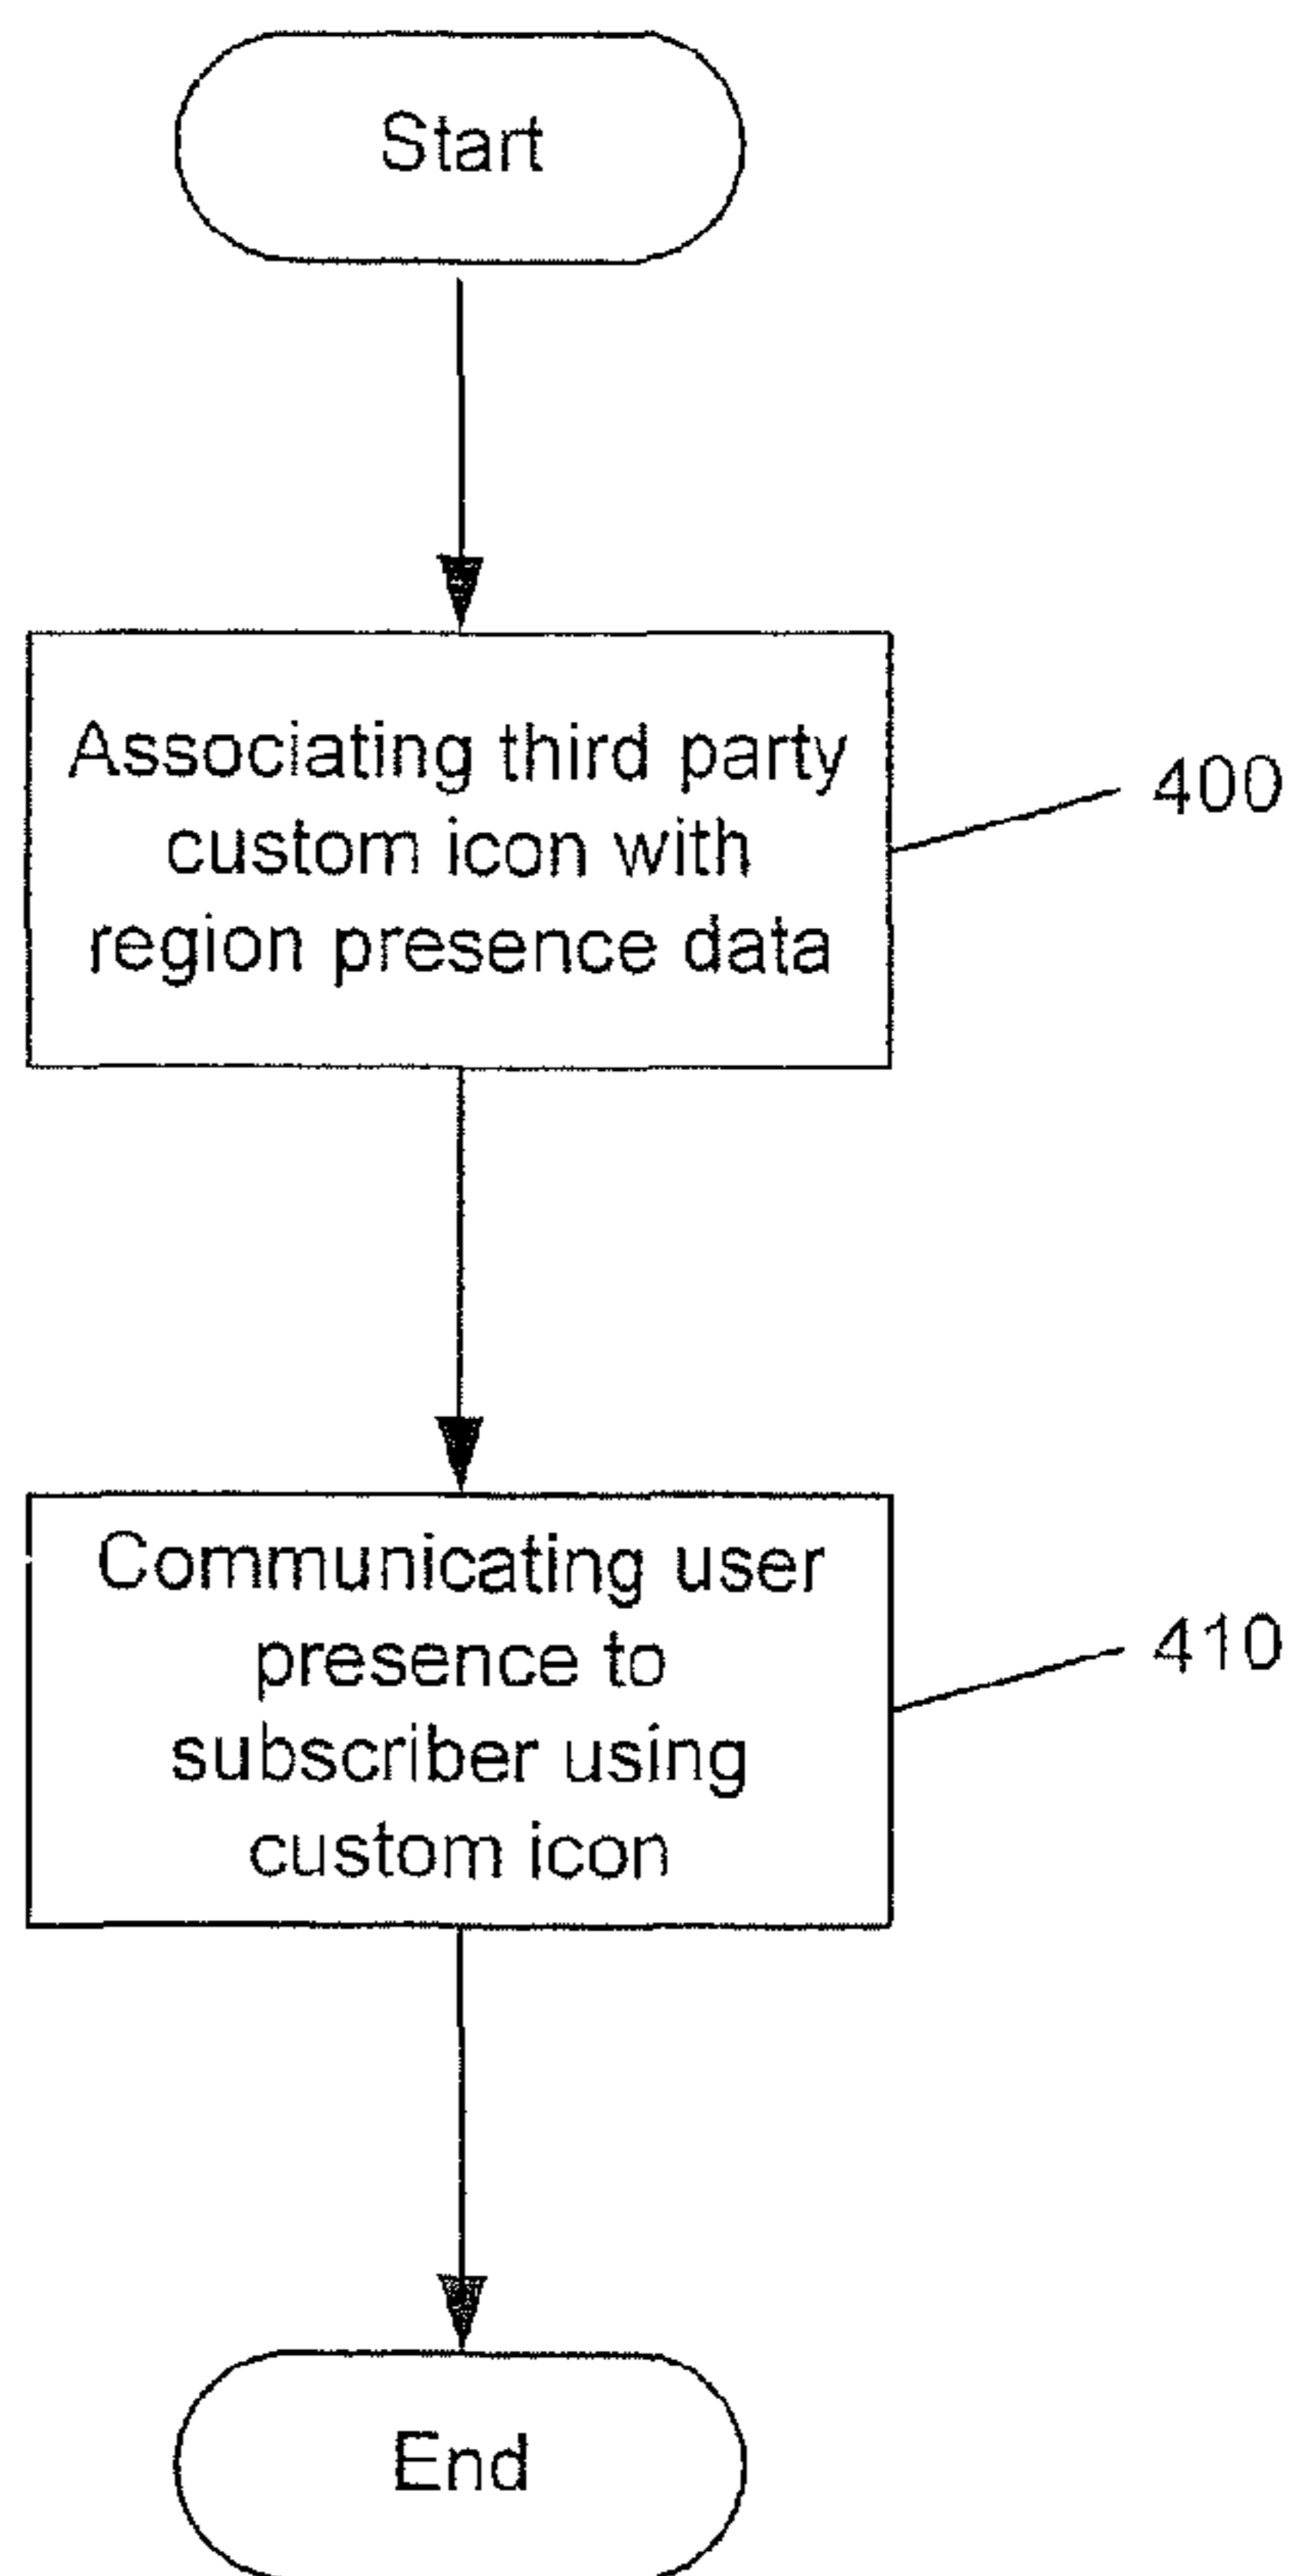 Start
Associating third party
custom icon with
region presence data
400
Communicating user
presence to
subscriber using
custom icon
410
End